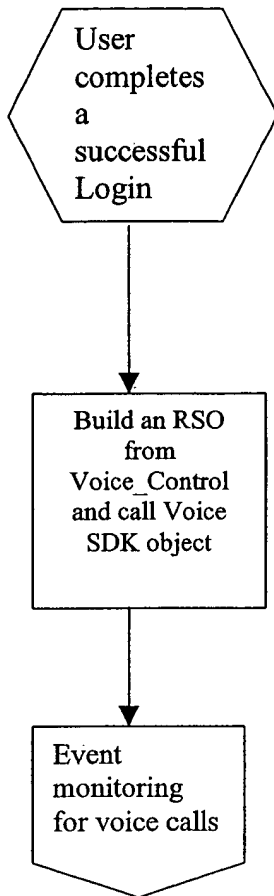 User
completes
a
successful
Login
Build an RSO
from
Voice_Control
and call Voice
SDK object
Event
monitoring
for voice calls